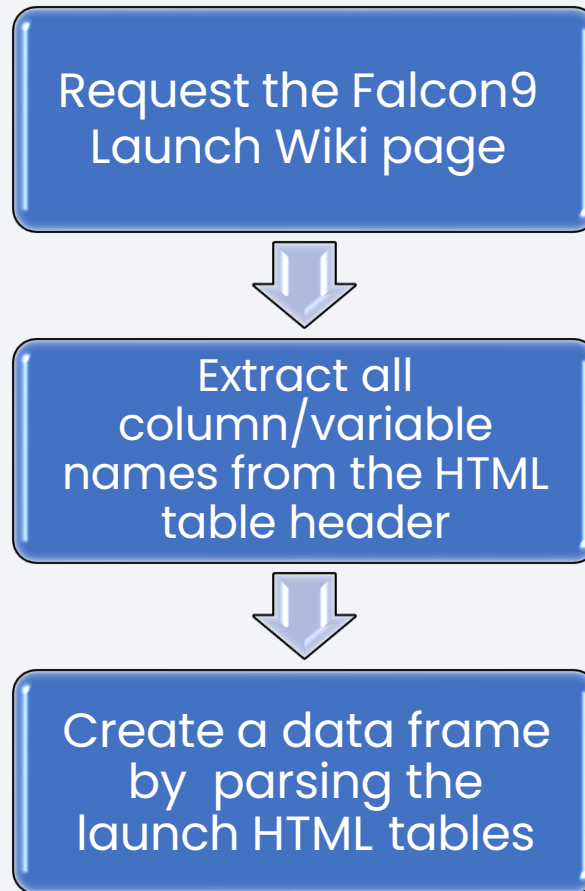 Request the Falcon9
Launch Wiki page
Extract all
column/variable
names from the HTML
table header
Create a data frame
by  parsing the
launch HTML tables